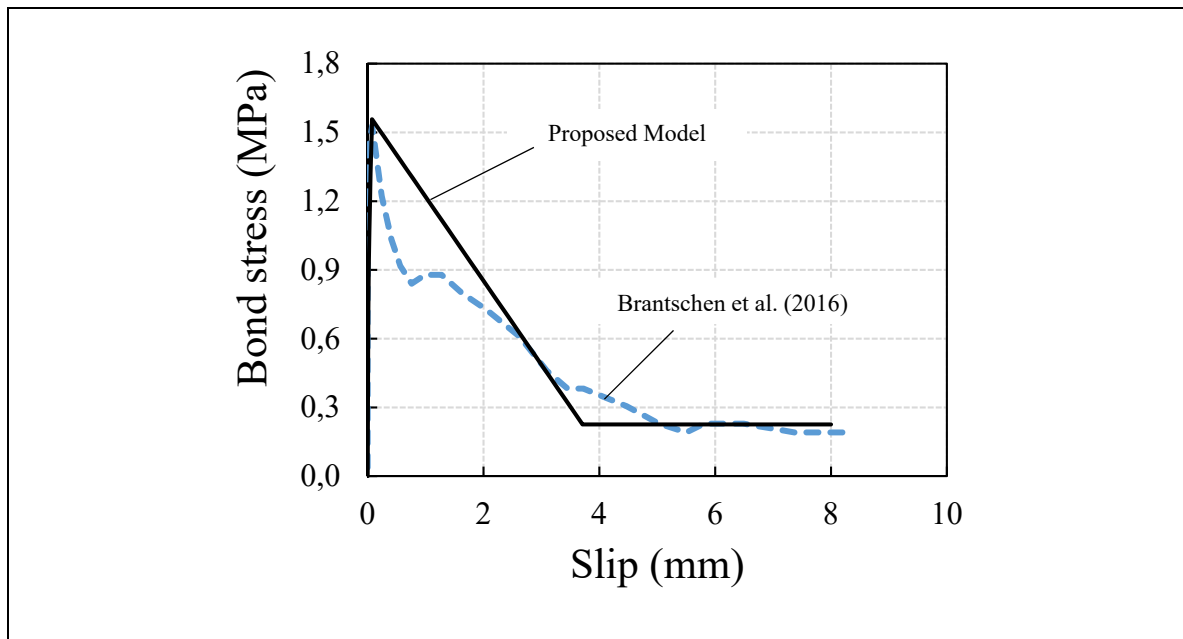 1,8
1,5
1,2
0,9
0,6
0,3
0,0
Bond stress (MPa)
Proposed Model
Brantschen et al. (2016)
0 2 4 6 8 10
Slip (mm)